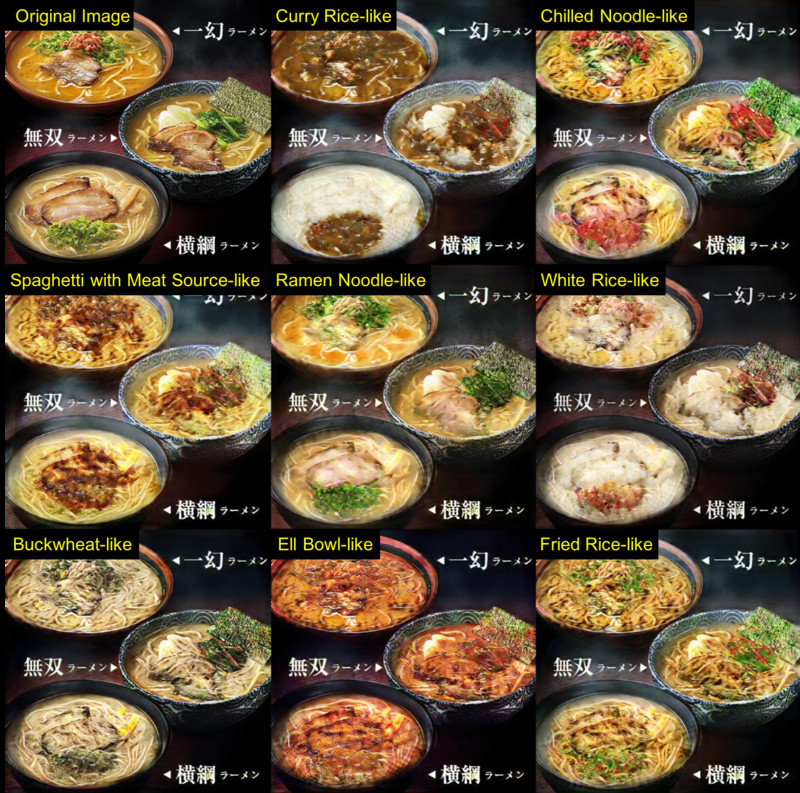 Original Image
Curry Rice-like
Chilled Noodle-like
◀一幻ラーメン
◀一幻ラーメン
◀一幻ラーメン
無双ラーメン▶
無双ラーメン▶
無双ラーメン▶
◀横綱ラーメン
◀横綱ラーメン
◀横綱ラーメン
Spaghetti with Meat Source-like
Ramen Noodle-like
White Rice-like
一幻ラーメン
◀一幻ラーメン
◀一幻ラーメン
無双ラーメン▶
無双ラーメン▶
無双ラーメン▶
◀横綱ラーメン
◀横綱ラーメン
◀横綱ラーメン
Buckwheat-like
Ell Bowl-like
Fried Rice-like
◀一幻ラーメン
◀一幻ラーメン
◀一幻ラーメン
無双ラーメン▶
無双ラーメン▶
無双ラーメン▶
◀横綱ラーメン
◀横綱ラーメン
◀横綱ラーメン